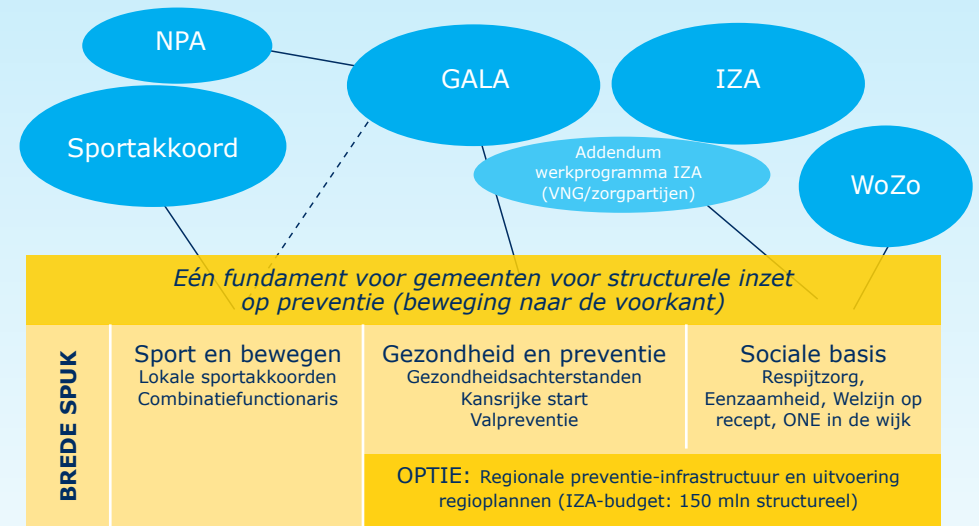 NPA
GALA
IZA
Sportakkoord
Addendum
werkprogramma IZA
(VNG/zorgpartijen)
WoZo
Eén fundament voor gemeenten voor structurele inzet
op preventie (beweging naar de voorkant)
BREDE SPUK
Sport en bewegen
Lokale sportakkoorden
Combinatiefunctionaris
Gezondheid en preventie
Gezondheidsachterstanden
Kansrijke start
Valpreventie
Sociale basis
Respijtzorg,
Eenzaamheid, Welzijn op
recept, ONE in de wijk
OPTIE: Regionale preventie-infrastructuur en uitvoering
regioplannen (IZA-budget: 150 mln structureel)